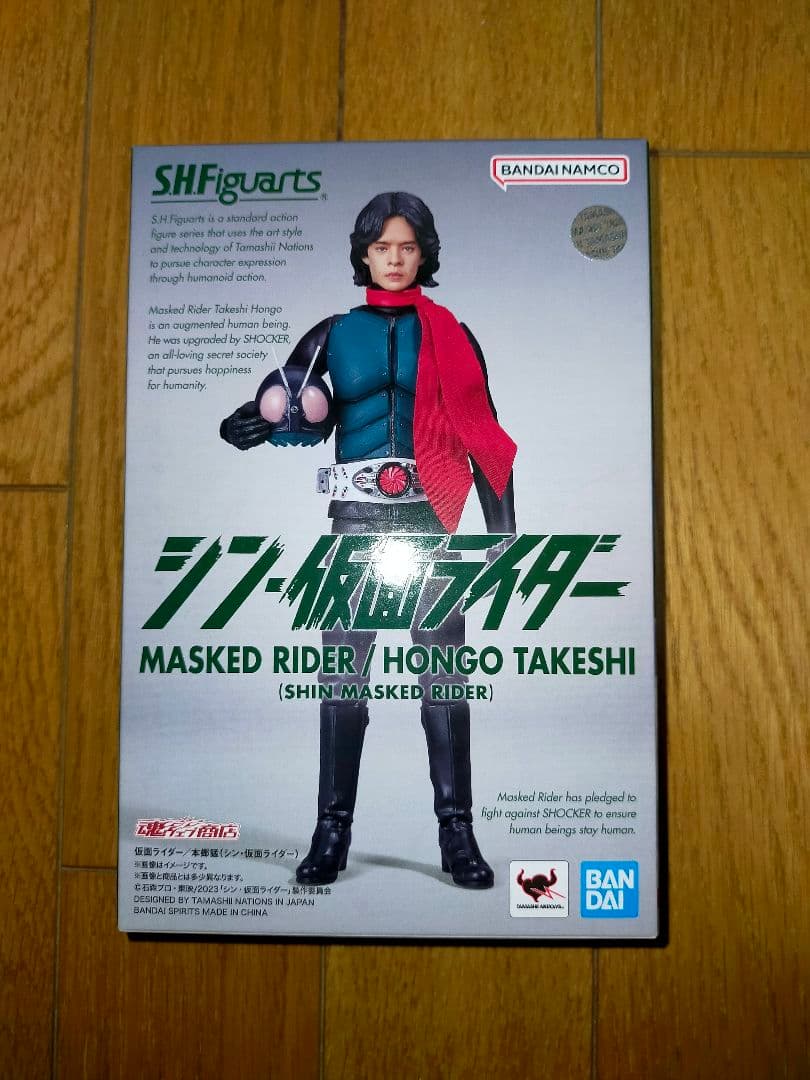 S.H.Figuarts
BANDAI NAMCO
S.H.Figuarts is a standard action
figure series that uses the art style
and technology of Tamashii Nations
to pursue character expression
through humanoid action.
Masked Rider Takeshi Hongo
is an augmented human being.
He was upgraded by SHOCKER,
an all-loving secret society
that pursues happiness
for humanity.
シン・仮面ライダー
MASKED RIDER / HONGO TAKESHI
(SHIN MASKED RIDER)
Masked Rider has pledged to
fight against SHOCKER to ensure
human beings stay human.
魂ウェブ商店
仮面ライダー/本郷猛(シン・仮面ライダー)
※画像はイメージです。
※画像と商品とは多少異なります。
©石森プロ・東映/2023「シン・仮面ライダー」製作委員会
DESIGNED BY TAMASHII NATIONS IN JAPAN
BANDAI SPIRITS MADE IN CHINA
TAMASHII NATIONS
BAN
DAI